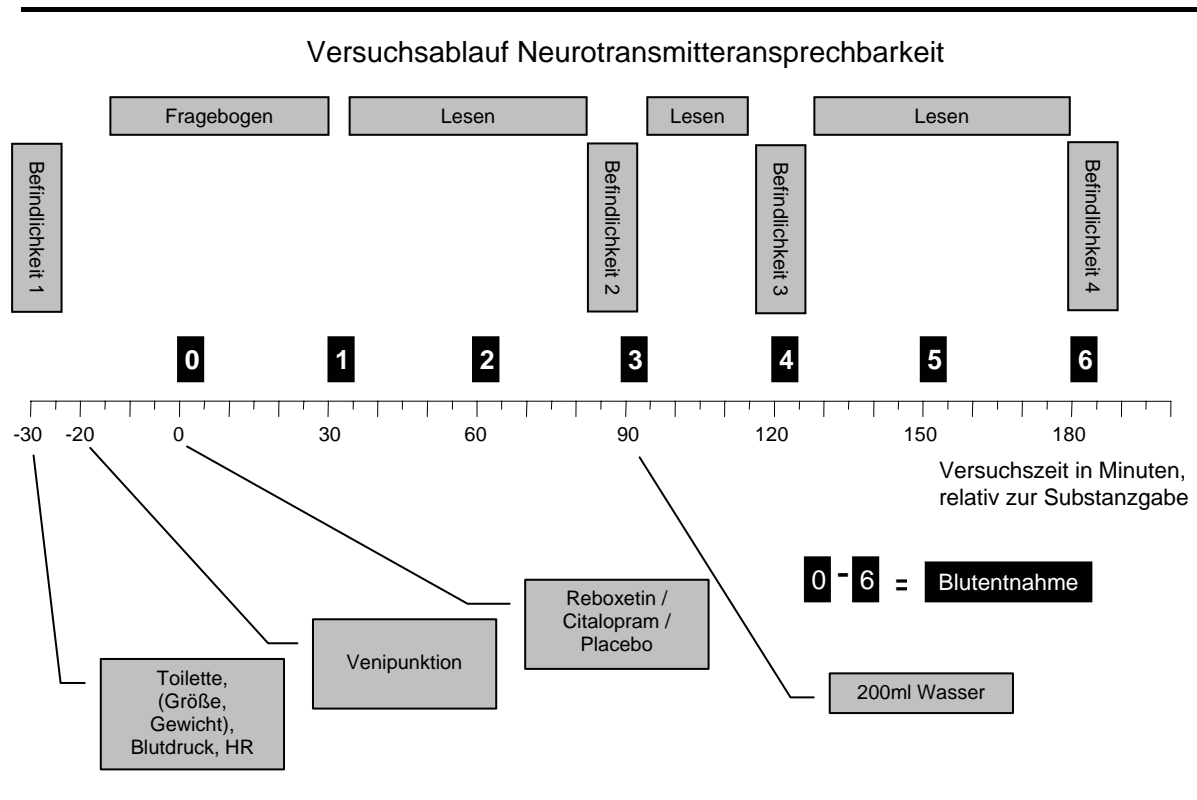 Versuchsablauf Neurotransmitteransprechbarkeit
Fragebogen
Lesen
Lesen
Lesen
Befindlichkeit 1
Befindlichkeit 2
Befindlichkeit 3
Befindlichkeit 4
0
1
2
3
4
5
6
-30
-20
0
30
60
90
120
150
180
Versuchszeit in Minuten,
relativ zur Substanzgabe
0 - 6 = Blutentnahme
Reboxetin /
Citalopram /
Placebo
Venipunktion
Toilette,
(Größe,
Gewicht),
Blutdruck, HR
200ml Wasser